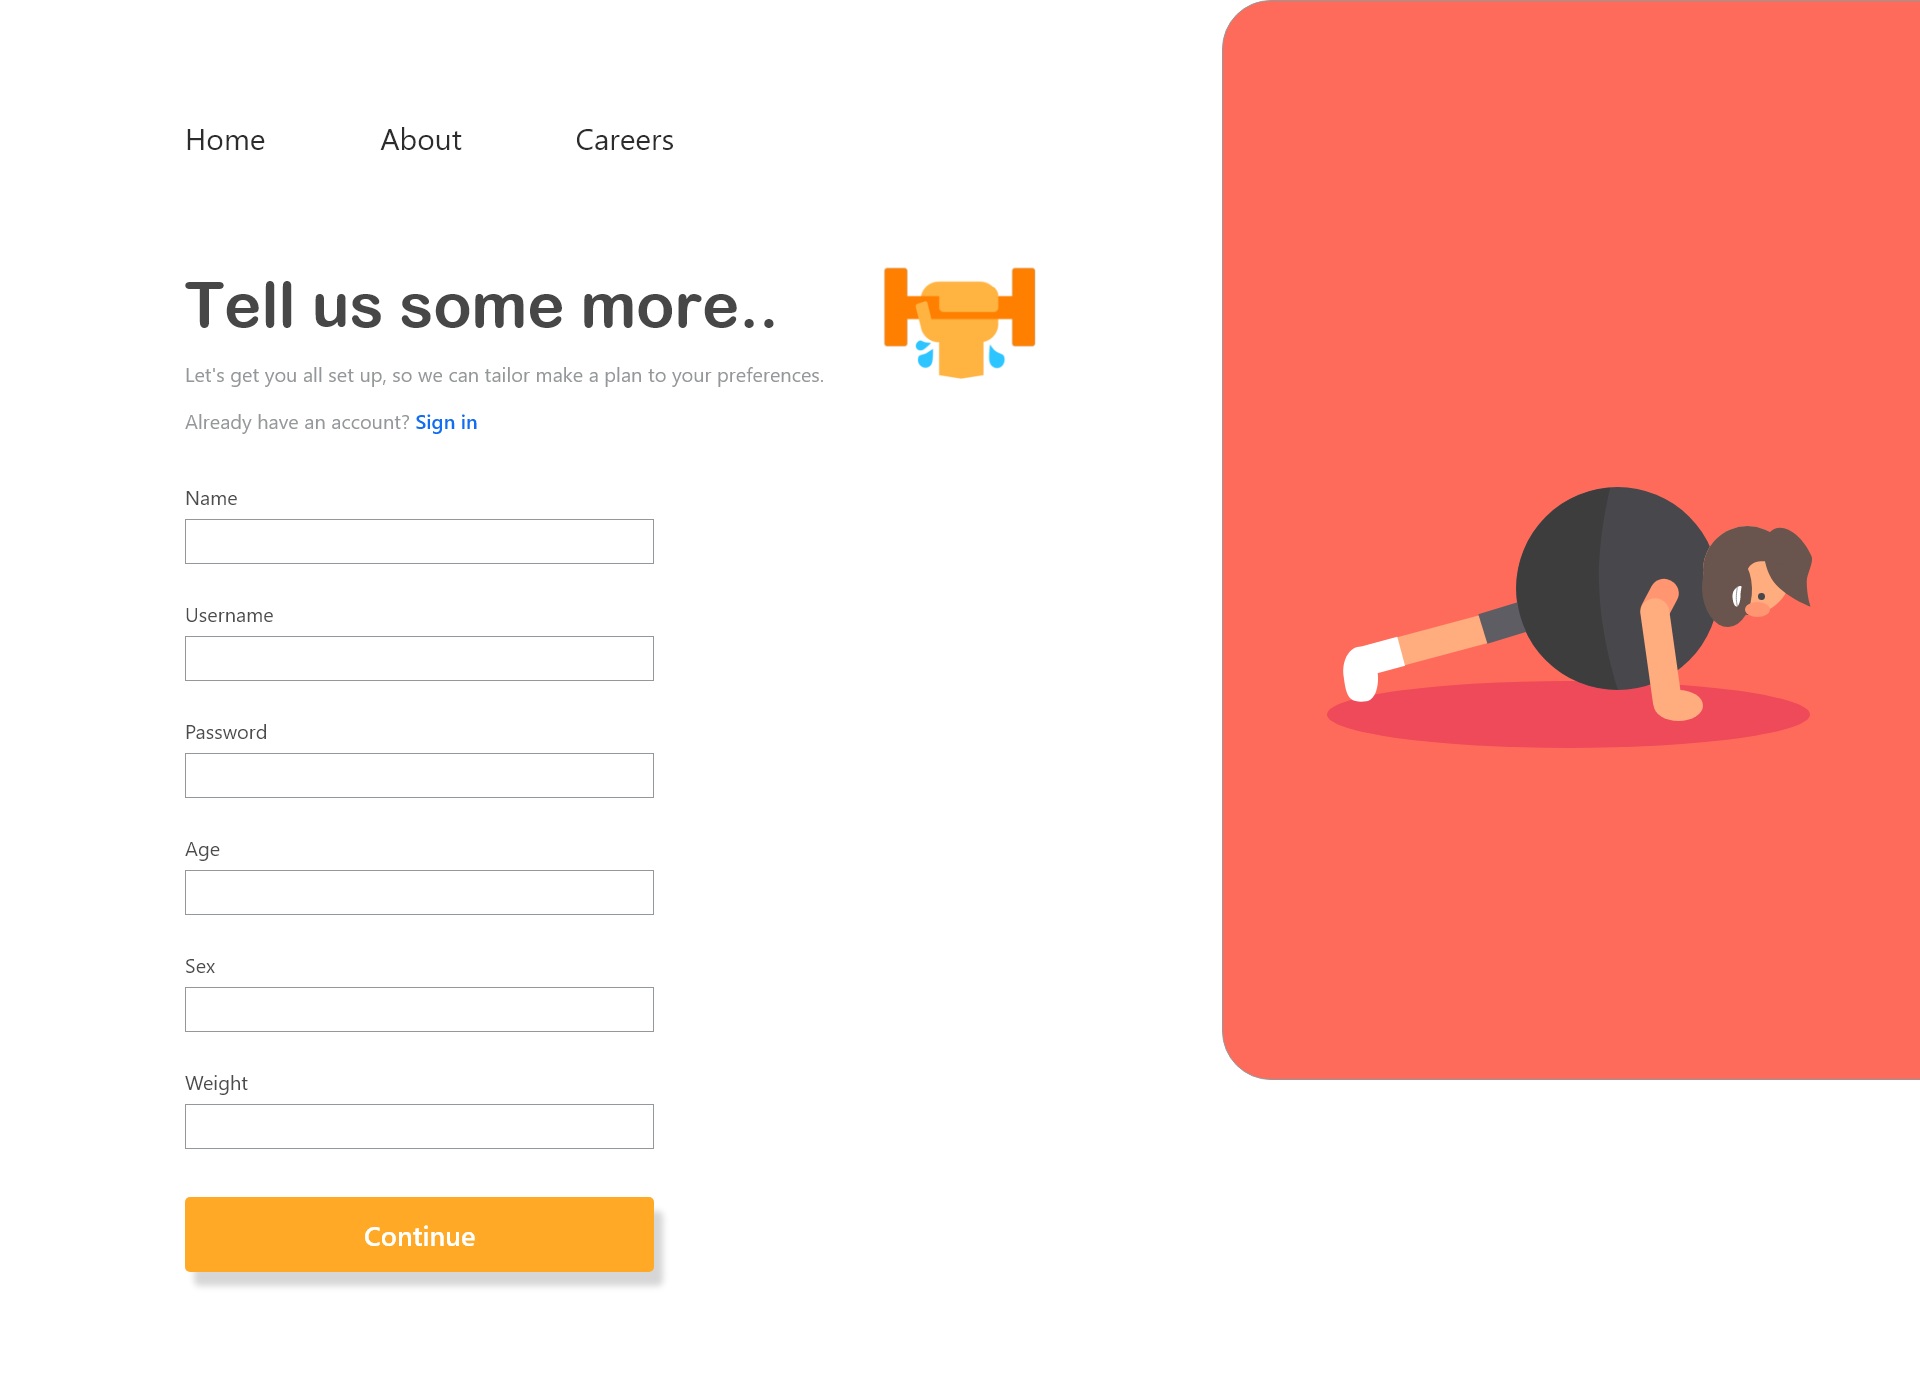 Home About Careers
Tell us some more..
Let's get you all set up, so we can tailor make a plan to your preferences.
Already have an account? Sign in
Name
Username
Password
Age
Sex
Weight
Continue